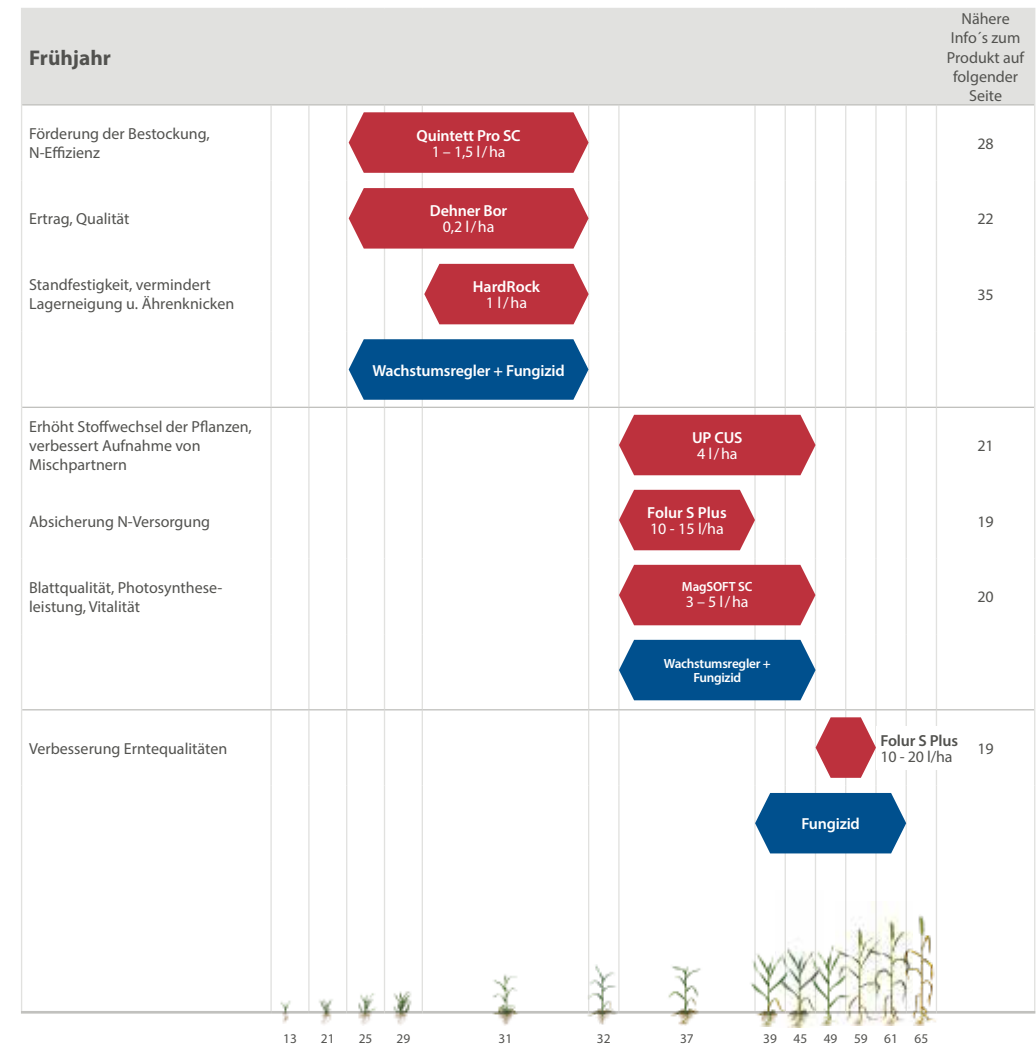 Frühjahr
Nähere
Info´s zum
Produkt auf
folgender
Seite
Förderung der Bestockung,
N-Effizienz
Quintett Pro SC
1 – 1,5 l/ha
28
Ertrag, Qualität
Dehner Bor
0,2 l/ha
22
Standfestigkeit, vermindert
Lagerneigung u. Ährenknicken
HardRock
1 l/ha
35
Wachstumsregler + Fungizid
Erhöht Stoffwechsel der Pflanzen,
verbessert Aufnahme von
Mischpartnern
UP CUS
4 l/ha
21
Absicherung N-Versorgung
Folur S Plus
10 - 15 l/ha
19
Blattqualität, Photosynthese-
leistung, Vitalität
MagSOFT SC
3 – 5 l/ha
20
Wachstumsregler +
Fungizid
Verbesserung Erntequalitäten
Folur S Plus
10 - 20 l/ha
19
Fungizid
13 21 25 29 31 32 37 39 45 49 59 61 65